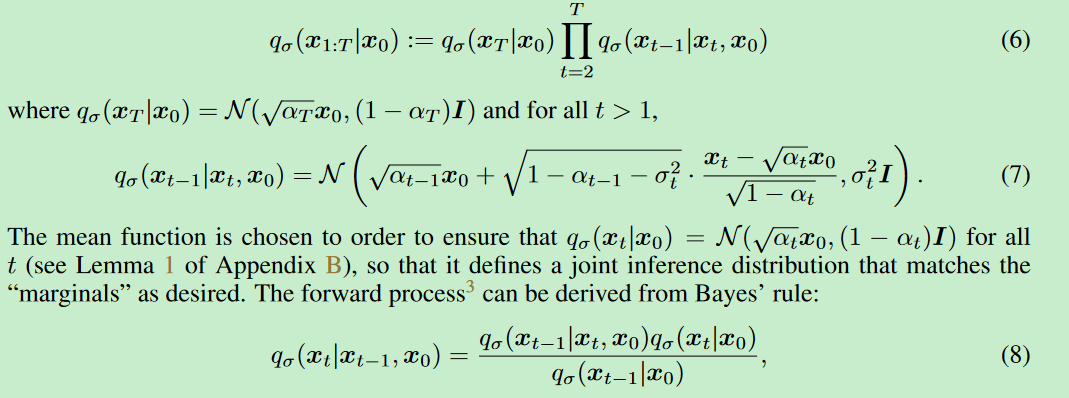 $$q_\sigma(\boldsymbol{x}_{1:T}|\boldsymbol{x}_0) := q_\sigma(\boldsymbol{x}_T|\boldsymbol{x}_0) \prod_{t=2}^{T} q_\sigma(\boldsymbol{x}_{t-1}|\boldsymbol{x}_t, \boldsymbol{x}_0) \tag{6}$$
where $q_\sigma(\boldsymbol{x}_T|\boldsymbol{x}_0) = \mathcal{N}(\sqrt{\alpha_T}\boldsymbol{x}_0, (1 - \alpha_T)\boldsymbol{I})$ and for all $t > 1$,
$$q_\sigma(\boldsymbol{x}_{t-1}|\boldsymbol{x}_t, \boldsymbol{x}_0) = \mathcal{N}\left(\sqrt{\alpha_{t-1}}\boldsymbol{x}_0 + \sqrt{1 - \alpha_{t-1} - \sigma_t^2} \cdot \frac{\boldsymbol{x}_t - \sqrt{\alpha_t}\boldsymbol{x}_0}{\sqrt{1 - \alpha_t}}, \sigma_t^2 \boldsymbol{I}\right). \tag{7}$$
The mean function is chosen to order to ensure that $q_\sigma(\boldsymbol{x}_t|\boldsymbol{x}_0) = \mathcal{N}(\sqrt{\alpha_t}\boldsymbol{x}_0, (1 - \alpha_t)\boldsymbol{I})$ for all
$t$ (see Lemma 1 of Appendix B), so that it defines a joint inference distribution that matches the
“marginals” as desired. The forward process$^3$ can be derived from Bayes’ rule:
$$q_\sigma(\boldsymbol{x}_t|\boldsymbol{x}_{t-1}, \boldsymbol{x}_0) = \frac{q_\sigma(\boldsymbol{x}_{t-1}|\boldsymbol{x}_t, \boldsymbol{x}_0)q_\sigma(\boldsymbol{x}_t|\boldsymbol{x}_0)}{q_\sigma(\boldsymbol{x}_{t-1}|\boldsymbol{x}_0)}, \tag{8}$$